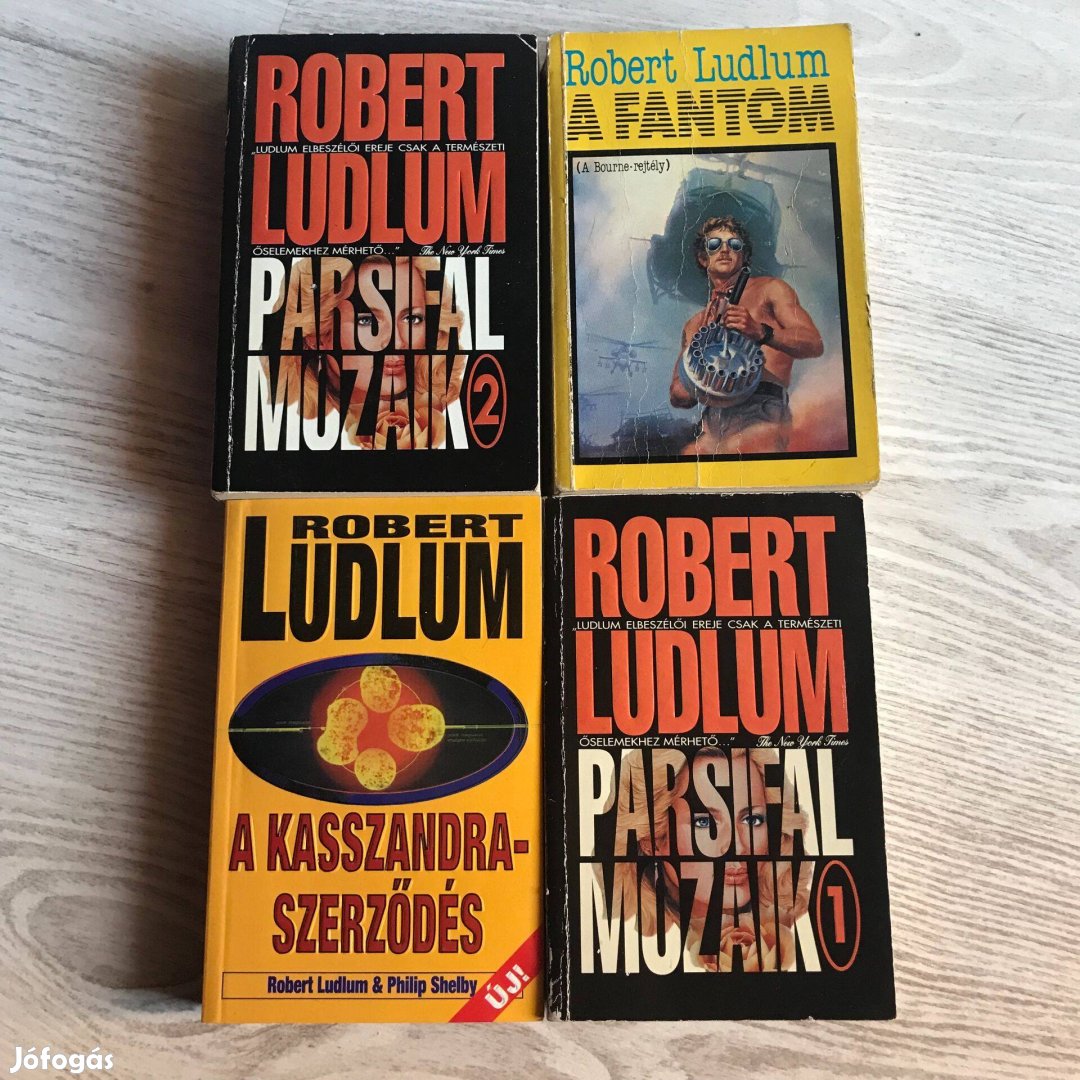 ROBERT
„LUDLUM ELBESZÉLŐI EREJE CSAK A TERMÉSZETI
LUDLUM
ŐSELEMEKHEZ MÉRHETŐ..." The New York Times
PARSIFAL
MOZAIK 2
Robert Ludlum
A FANTOM
(A Bourne-rejtély)
ROBERT
LUDLUM
A KASSZANDRA-
SZERZŐDÉS
Robert Ludlum & Philip Shelby
ÚJ!
ROBERT
„LUDLUM ELBESZÉLŐI EREJE CSAK A TERMÉSZETI
LUDLUM
ŐSELEMEKHEZ MÉRHETŐ..." The New York Times
PARSIFAL
MOZAIK 1
Jófogás